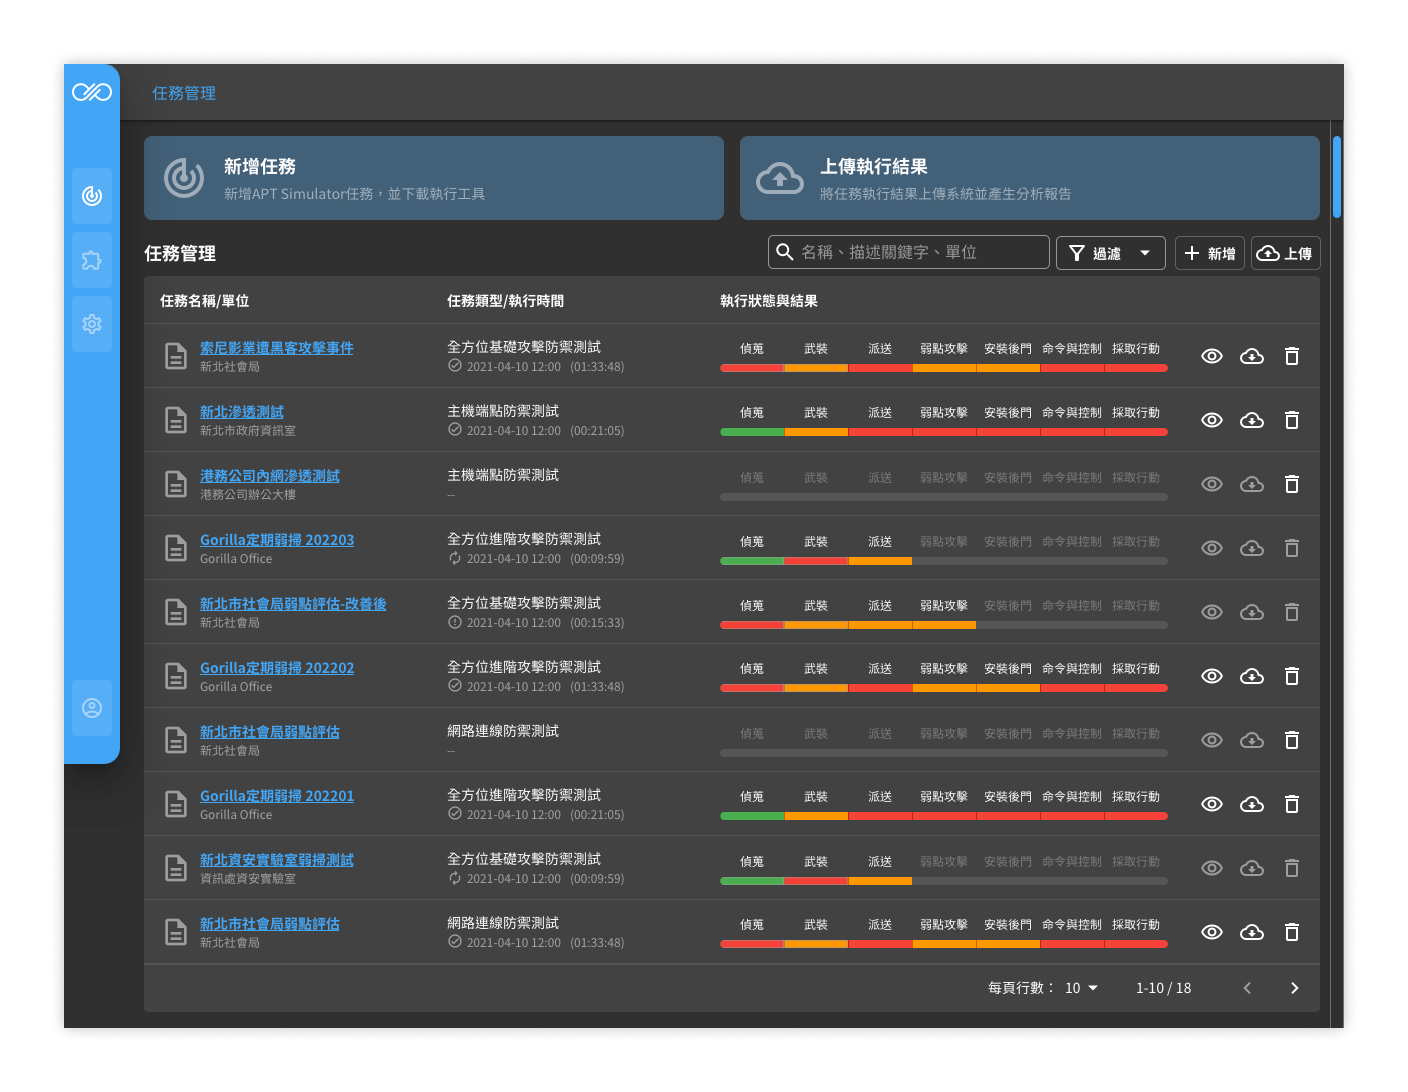 任務管理
新增任務
新增APT Simulator任務，並下載執行工具
上傳執行結果
將任務執行結果上傳系統並產生分析報告
任務管理
名稱、描述關鍵字、單位
過濾
新增
上傳
任務名稱/單位 任務類型/執行時間 執行狀態與結果
索尼影業遭黑客攻擊事件 全方位基礎攻擊防禦測試 偵蒐 武裝 派送 弱點攻擊 安裝後門 命令與控制 採取行動
新北社會局 2021-04-10 12:00 (01:33:48)
新北滲透測試 主機端點防禦測試 偵蒐 武裝 派送 弱點攻擊 安裝後門 命令與控制 採取行動
新北市政府資訊室 2021-04-10 12:00 (00:21:05)
港務公司內網滲透測試 主機端點防禦測試 偵蒐 武裝 派送 弱點攻擊 安裝後門 命令與控制 採取行動
港務公司辦公大樓 --
Gorilla定期弱掃 202203 全方位進階攻擊防禦測試 偵蒐 武裝 派送 弱點攻擊 安裝後門 命令與控制 採取行動
Gorilla Office 2021-04-10 12:00 (00:09:59)
新北市社會局弱點評估-改善後 全方位基礎攻擊防禦測試 偵蒐 武裝 派送 弱點攻擊 安裝後門 命令與控制 採取行動
新北社會局 2021-04-10 12:00 (00:15:33)
Gorilla定期弱掃 202202 全方位進階攻擊防禦測試 偵蒐 武裝 派送 弱點攻擊 安裝後門 命令與控制 採取行動
Gorilla Office 2021-04-10 12:00 (01:33:48)
新北市社會局弱點評估 網路連線防禦測試 偵蒐 武裝 派送 弱點攻擊 安裝後門 命令與控制 採取行動
新北社會局 --
Gorilla定期弱掃 202201 全方位進階攻擊防禦測試 偵蒐 武裝 派送 弱點攻擊 安裝後門 命令與控制 採取行動
Gorilla Office 2021-04-10 12:00 (00:21:05)
新北資安實驗室弱掃測試 全方位基礎攻擊防禦測試 偵蒐 武裝 派送 弱點攻擊 安裝後門 命令與控制 採取行動
資訊處資安實驗室 2021-04-10 12:00 (00:09:59)
新北市社會局弱點評估 網路連線防禦測試 偵蒐 武裝 派送 弱點攻擊 安裝後門 命令與控制 採取行動
新北社會局 2021-04-10 12:00 (01:33:48)
每頁行數： 10 1-10 / 18